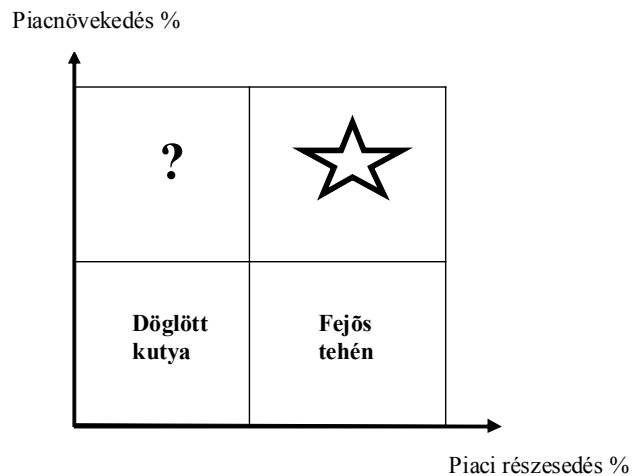 Piacnövekedés %
?
Döglött
kutya
Fejõs
tehén
Piaci részesedés %